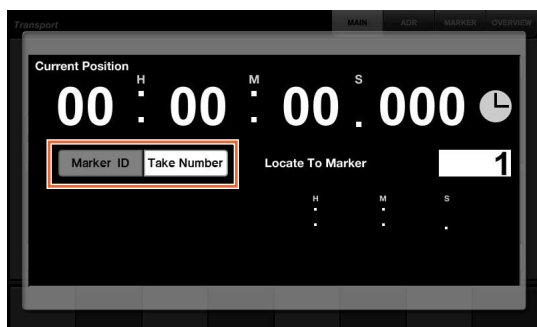 Transport MAIN ADR MARKER OVERVIEW
Current Position
H M S
00 : 00 : 00 . 000
Marker ID Take Number Locate To Marker 1
H M S
: : .